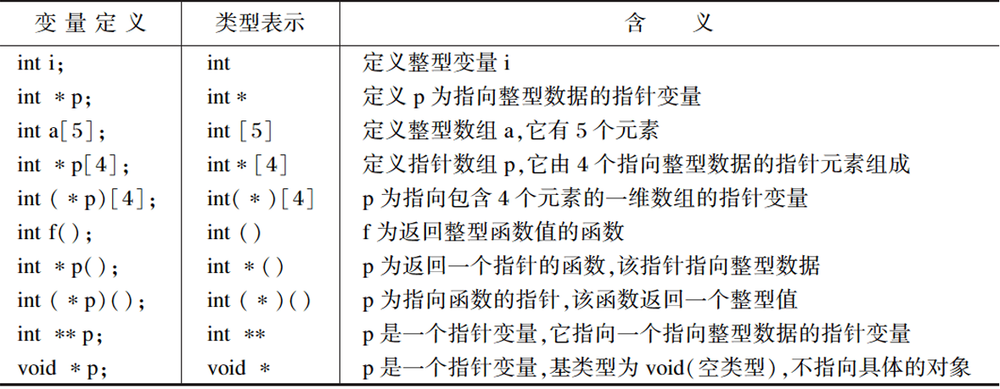 变 量 定 义 类型表示 含 义
int i; int 定义整型变量 i
int *p; int* 定义 p 为指向整型数据的指针变量
int a[5]; int [5] 定义整型数组 a,它有 5 个元素
int *p[4]; int*[4] 定义指针数组 p,它由 4 个指向整型数据的指针元素组成
int (*p)[4]; int(*)[4] p 为指向包含 4 个元素的一维数组的指针变量
int f(); int () f 为返回整型函数值的函数
int *p(); int *() p 为返回一个指针的函数,该指针指向整型数据
int (*p)(); int (*)() p 为指向函数的指针,该函数返回一个整型值
int **p; int ** p 是一个指针变量,它指向一个指向整型数据的指针变量
void *p; void * p 是一个指针变量,基类型为 void(空类型),不指向具体的对象